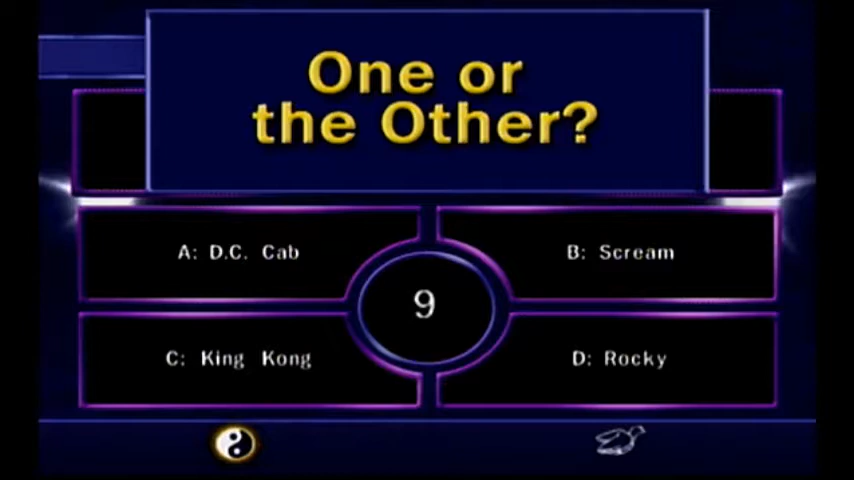 One or
the Other?
A: D.C. Cab
B: Scream
9
C: King Kong
D: Rocky